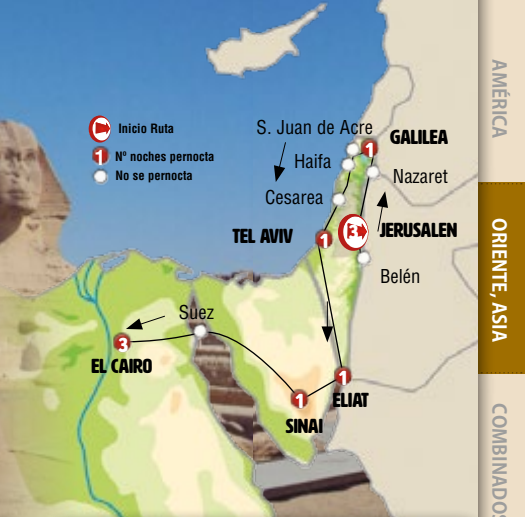 AMÉRICA
Inicio Ruta
1 Nº noches pernocta
No se pernocta
S. Juan de Acre
1 GALILEA
Haifa
Nazaret
Cesarea
TEL AVIV 1
3 JERUSALEN
Belén
ORIENTE, ASIA
Suez
3
EL CAIRO
1
ELIAT
1
SINAI
COMBINADOS